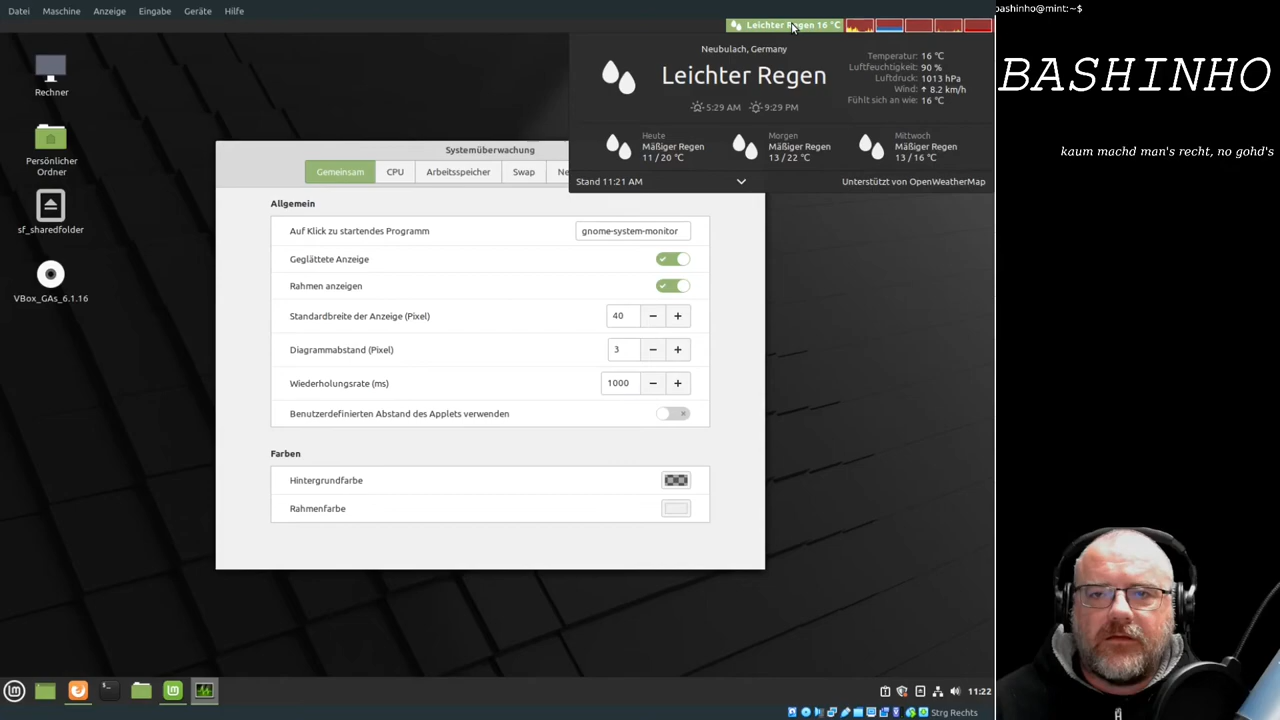 Datei Maschine Anzeige Eingabe Geräte Hilfe
bashinho@mint:~$
Leichter Regen 16 °C
Rechner
Persönlicher
Ordner
sf_sharedfolder
VBox_GAs_6.1.16
Neubulach, Germany
Leichter Regen
5:29 AM 9:29 PM
Temperatur: 16 °C
Luftfeuchtigkeit: 90 %
Luftdruck: 1013 hPa
Wind: ↑ 8.2 km/h
Fühlt sich an wie: 16 °C
Heute
Mäßiger Regen
11 / 20 °C
Morgen
Mäßiger Regen
13 / 22 °C
Mittwoch
Mäßiger Regen
13 / 16 °C
Stand 11:21 AM
Unterstützt von OpenWeatherMap
BASHINHO
kaum machd man's recht, no gohd's
Systemüberwachung
Gemeinsam CPU Arbeitsspeicher Swap
Allgemein
Auf Klick zu startendes Programm gnome-system-monitor
Geglättete Anzeige
Rahmen anzeigen
Standardbreite der Anzeige (Pixel) 40 − +
Diagrammabstand (Pixel) 3 − +
Wiederholungsrate (ms) 1000 − +
Benutzerdefinierten Abstand des Applets verwenden
Farben
Hintergrundfarbe
Rahmenfarbe
11:22
Strg Rechts